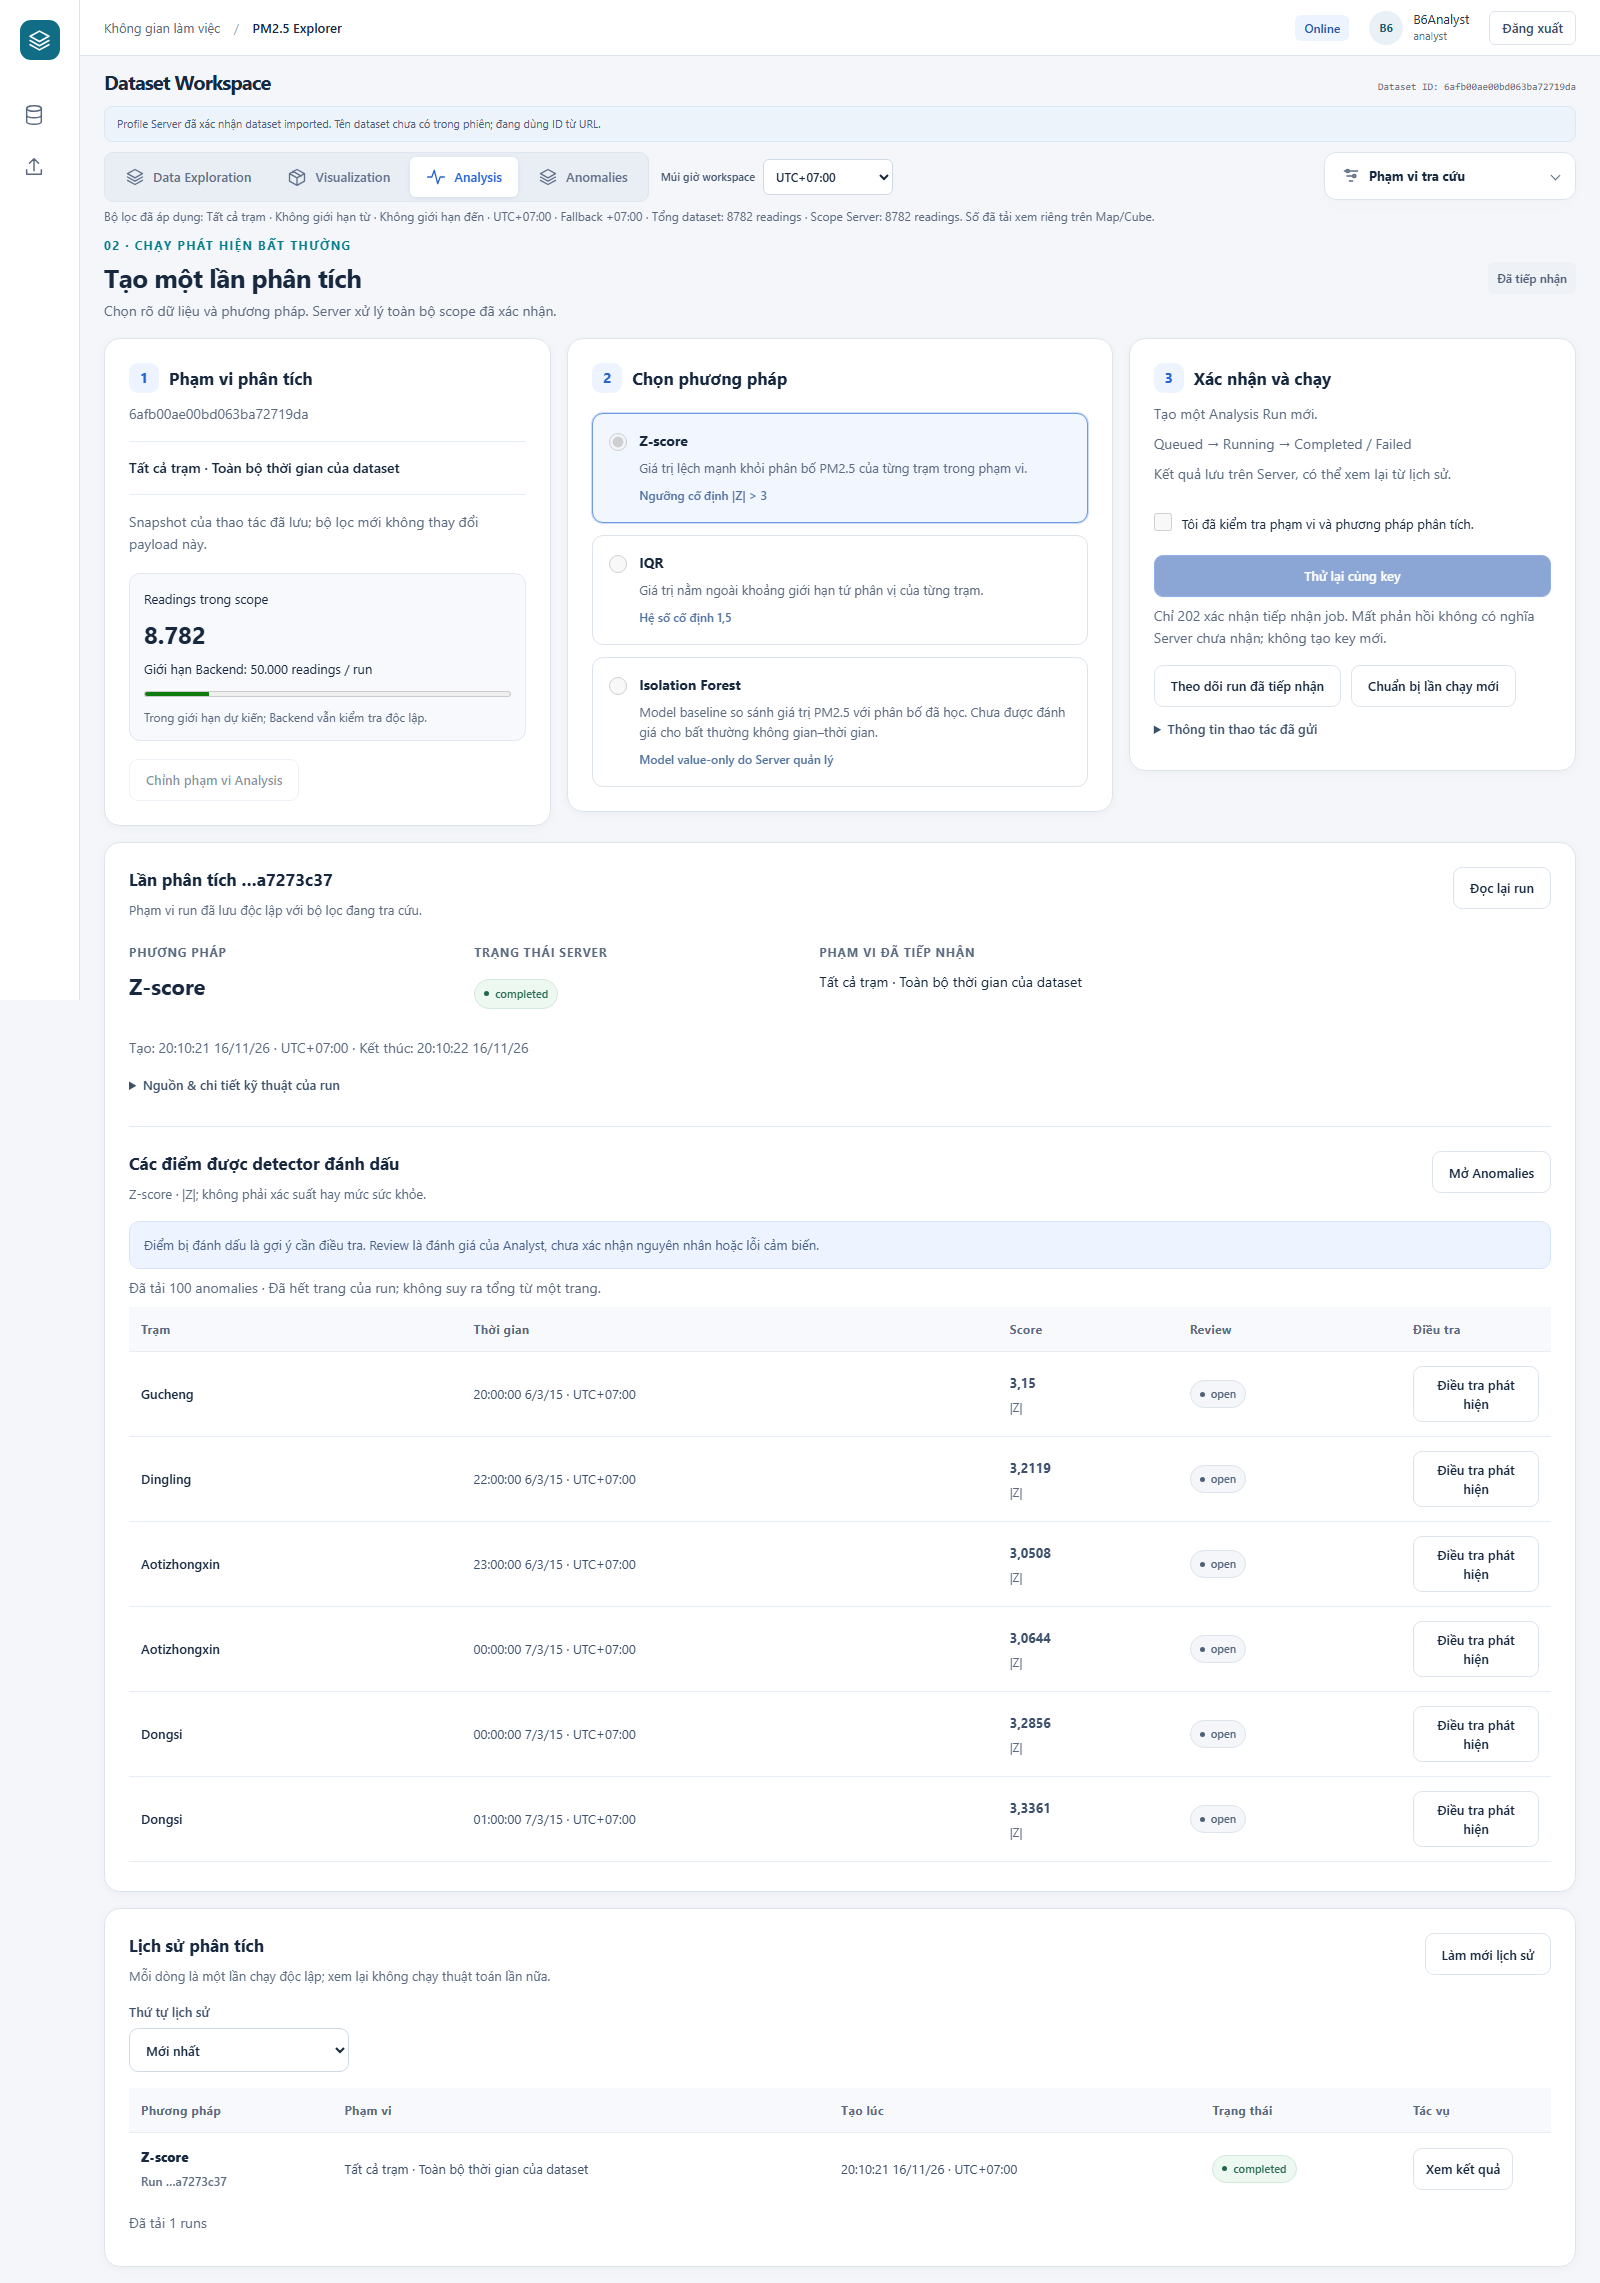 Không gian làm việc / PM2.5 Explorer
Online
B6
B6Analyst
analyst
Đăng xuất
Dataset Workspace
Dataset ID: 6afb00ae00bd063ba72719da
Profile Server đã xác nhận dataset imported. Tên dataset chưa có trong phiên; đang dùng ID từ URL.
Data Exploration
Visualization
Analysis
Anomalies
Múi giờ workspace
UTC+07:00
Phạm vi tra cứu
Bộ lọc đã áp dụng: Tất cả trạm · Không giới hạn từ · Không giới hạn đến · UTC+07:00 · Fallback +07:00 · Tổng dataset: 8782 readings · Scope Server: 8782 readings. Số đã tải xem riêng trên Map/Cube.
02 · CHẠY PHÁT HIỆN BẤT THƯỜNG
Tạo một lần phân tích
Đã tiếp nhận
Chọn rõ dữ liệu và phương pháp. Server xử lý toàn bộ scope đã xác nhận.
1 Phạm vi phân tích
6afb00ae00bd063ba72719da
Tất cả trạm · Toàn bộ thời gian của dataset
Snapshot của thao tác đã lưu; bộ lọc mới không thay đổi
payload này.
Readings trong scope
8.782
Giới hạn Backend: 50.000 readings / run
Trong giới hạn dự kiến; Backend vẫn kiểm tra độc lập.
Chỉnh phạm vi Analysis
2 Chọn phương pháp
Z-score
Giá trị lệch mạnh khỏi phân bố PM2.5 của từng trạm trong phạm vi.
Ngưỡng cố định |Z| > 3
IQR
Giá trị nằm ngoài khoảng giới hạn tứ phân vị của từng trạm.
Hệ số cố định 1,5
Isolation Forest
Model baseline so sánh giá trị PM2.5 với phân bố đã học. Chưa được đánh
giá cho bất thường không gian–thời gian.
Model value-only do Server quản lý
3 Xác nhận và chạy
Tạo một Analysis Run mới.
Queued → Running → Completed / Failed
Kết quả lưu trên Server, có thể xem lại từ lịch sử.
Tôi đã kiểm tra phạm vi và phương pháp phân tích.
Thử lại cùng key
Chỉ 202 xác nhận tiếp nhận job. Mất phản hồi không có nghĩa
Server chưa nhận; không tạo key mới.
Theo dõi run đã tiếp nhận
Chuẩn bị lần chạy mới
Thông tin thao tác đã gửi
Lần phân tích …a7273c37
Đọc lại run
Phạm vi run đã lưu độc lập với bộ lọc đang tra cứu.
PHƯƠNG PHÁP
TRẠNG THÁI SERVER
PHẠM VI ĐÃ TIẾP NHẬN
Z-score
completed
Tất cả trạm · Toàn bộ thời gian của dataset
Tạo: 20:10:21 16/11/26 · UTC+07:00 · Kết thúc: 20:10:22 16/11/26
Nguồn & chi tiết kỹ thuật của run
Các điểm được detector đánh dấu
Mở Anomalies
Z-score · |Z|; không phải xác suất hay mức sức khỏe.
Điểm bị đánh dấu là gợi ý cần điều tra. Review là đánh giá của Analyst, chưa xác nhận nguyên nhân hoặc lỗi cảm biến.
Đã tải 100 anomalies · Đã hết trang của run; không suy ra tổng từ một trang.
Trạm Thời gian Score Review Điều tra
Gucheng 20:00:00 6/3/15 · UTC+07:00 3,15 |Z| open Điều tra phát hiện
Dingling 22:00:00 6/3/15 · UTC+07:00 3,2119 |Z| open Điều tra phát hiện
Aotizhongxin 23:00:00 6/3/15 · UTC+07:00 3,0508 |Z| open Điều tra phát hiện
Aotizhongxin 00:00:00 7/3/15 · UTC+07:00 3,0644 |Z| open Điều tra phát hiện
Dongsi 00:00:00 7/3/15 · UTC+07:00 3,2856 |Z| open Điều tra phát hiện
Dongsi 01:00:00 7/3/15 · UTC+07:00 3,3361 |Z| open Điều tra phát hiện
Lịch sử phân tích
Làm mới lịch sử
Mỗi dòng là một lần chạy độc lập; xem lại không chạy thuật toán lần nữa.
Thứ tự lịch sử
Mới nhất
Phương pháp Phạm vi Tạo lúc Trạng thái Tác vụ
Z-score
Run …a7273c37
Tất cả trạm · Toàn bộ thời gian của dataset
20:10:21 16/11/26 · UTC+07:00
completed
Xem kết quả
Đã tải 1 runs